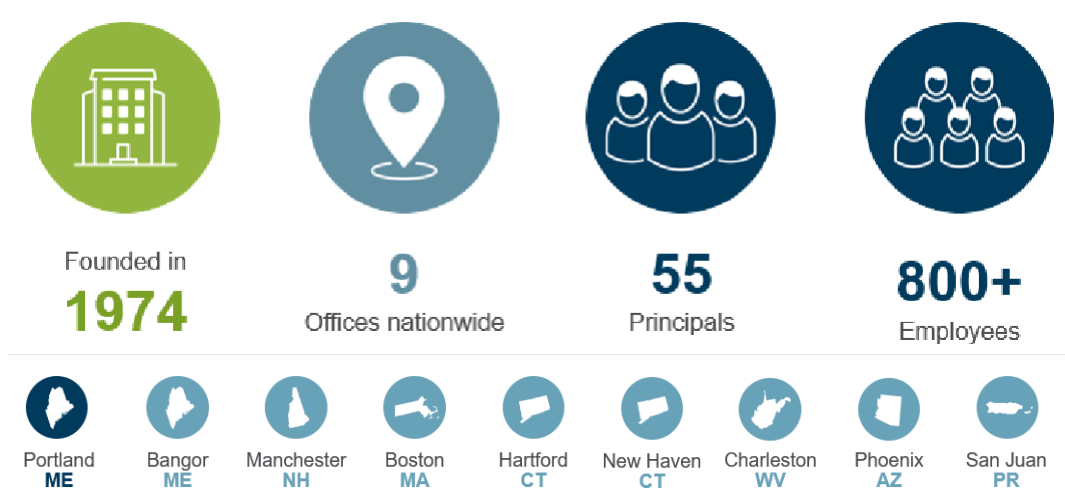 Founded in
1974
9
Offices nationwide
55
Principals
800+
Employees
Portland
ME
Bangor
ME
Manchester
NH
Boston
MA
Hartford
CT
New Haven
CT
Charleston
WV
Phoenix
AZ
San Juan
PR